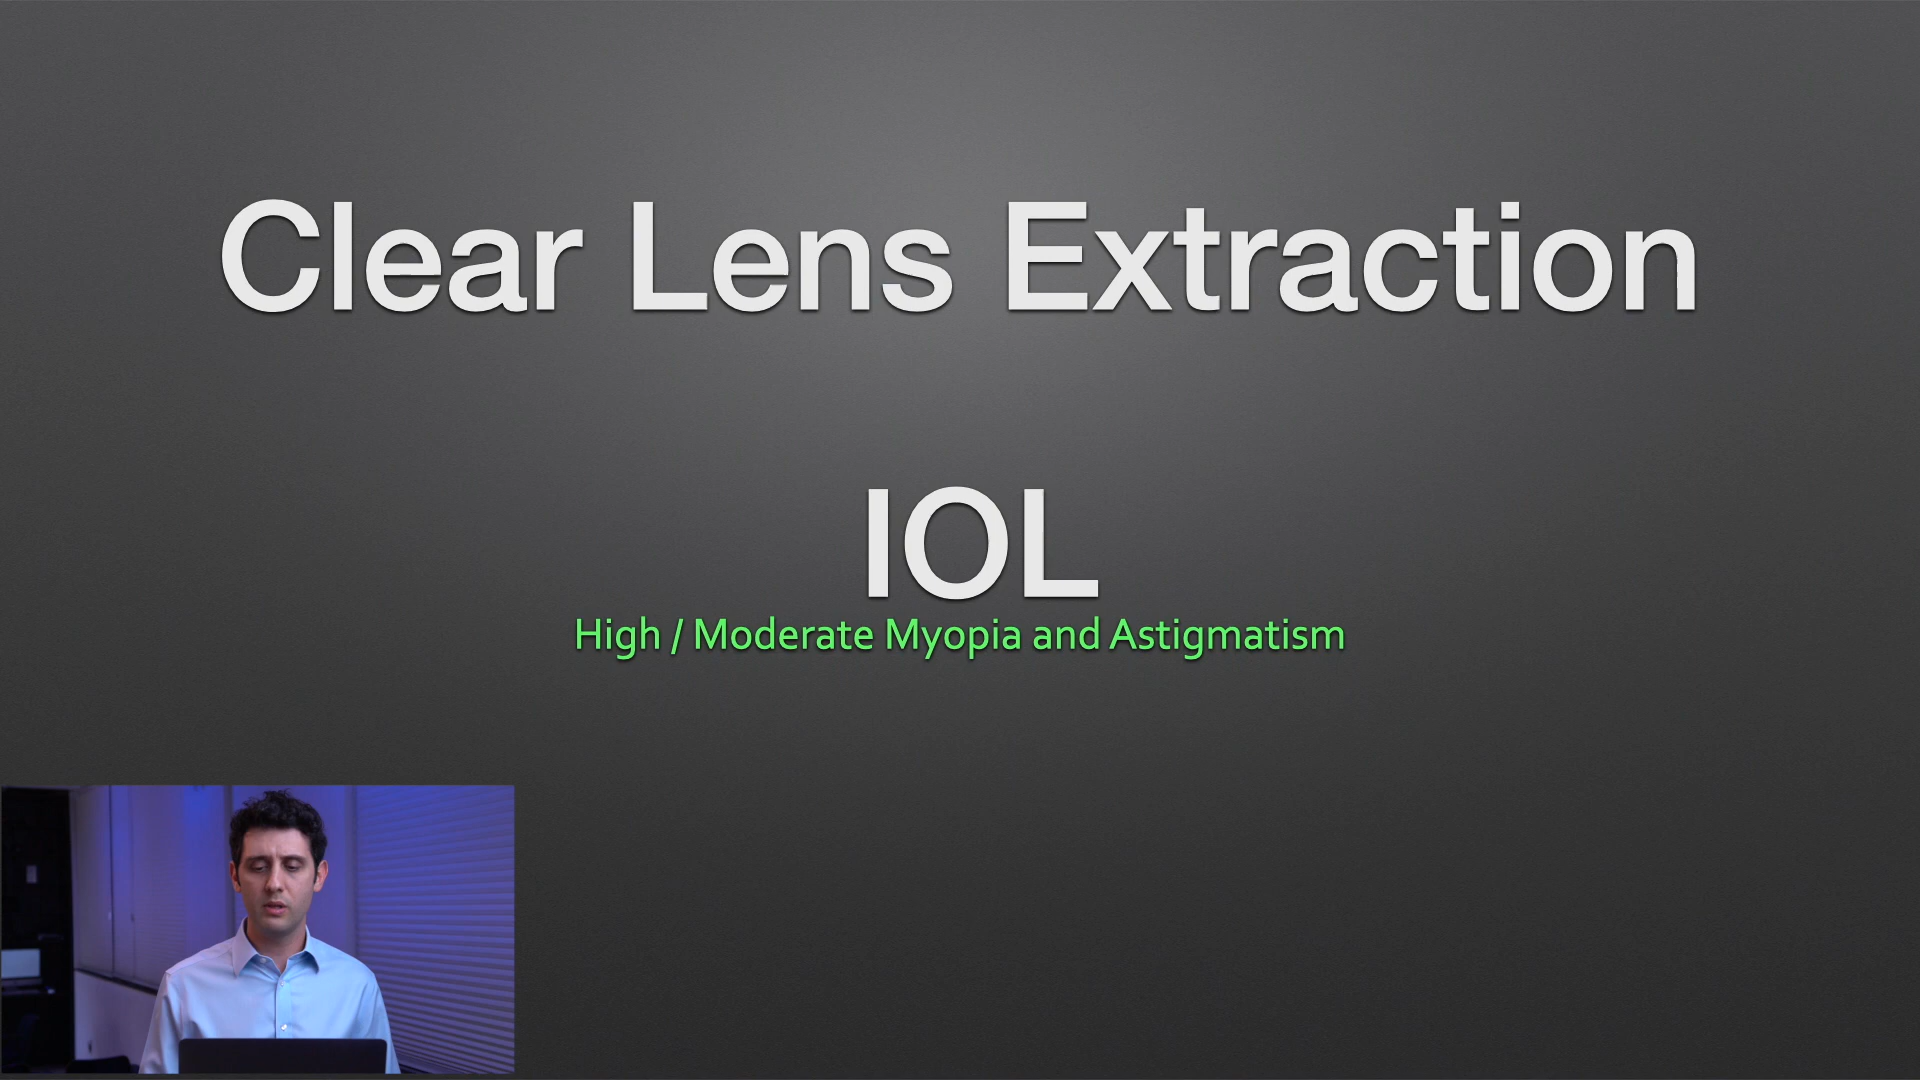 Clear Lens Extraction
IOL
High / Moderate Myopia and Astigmatism